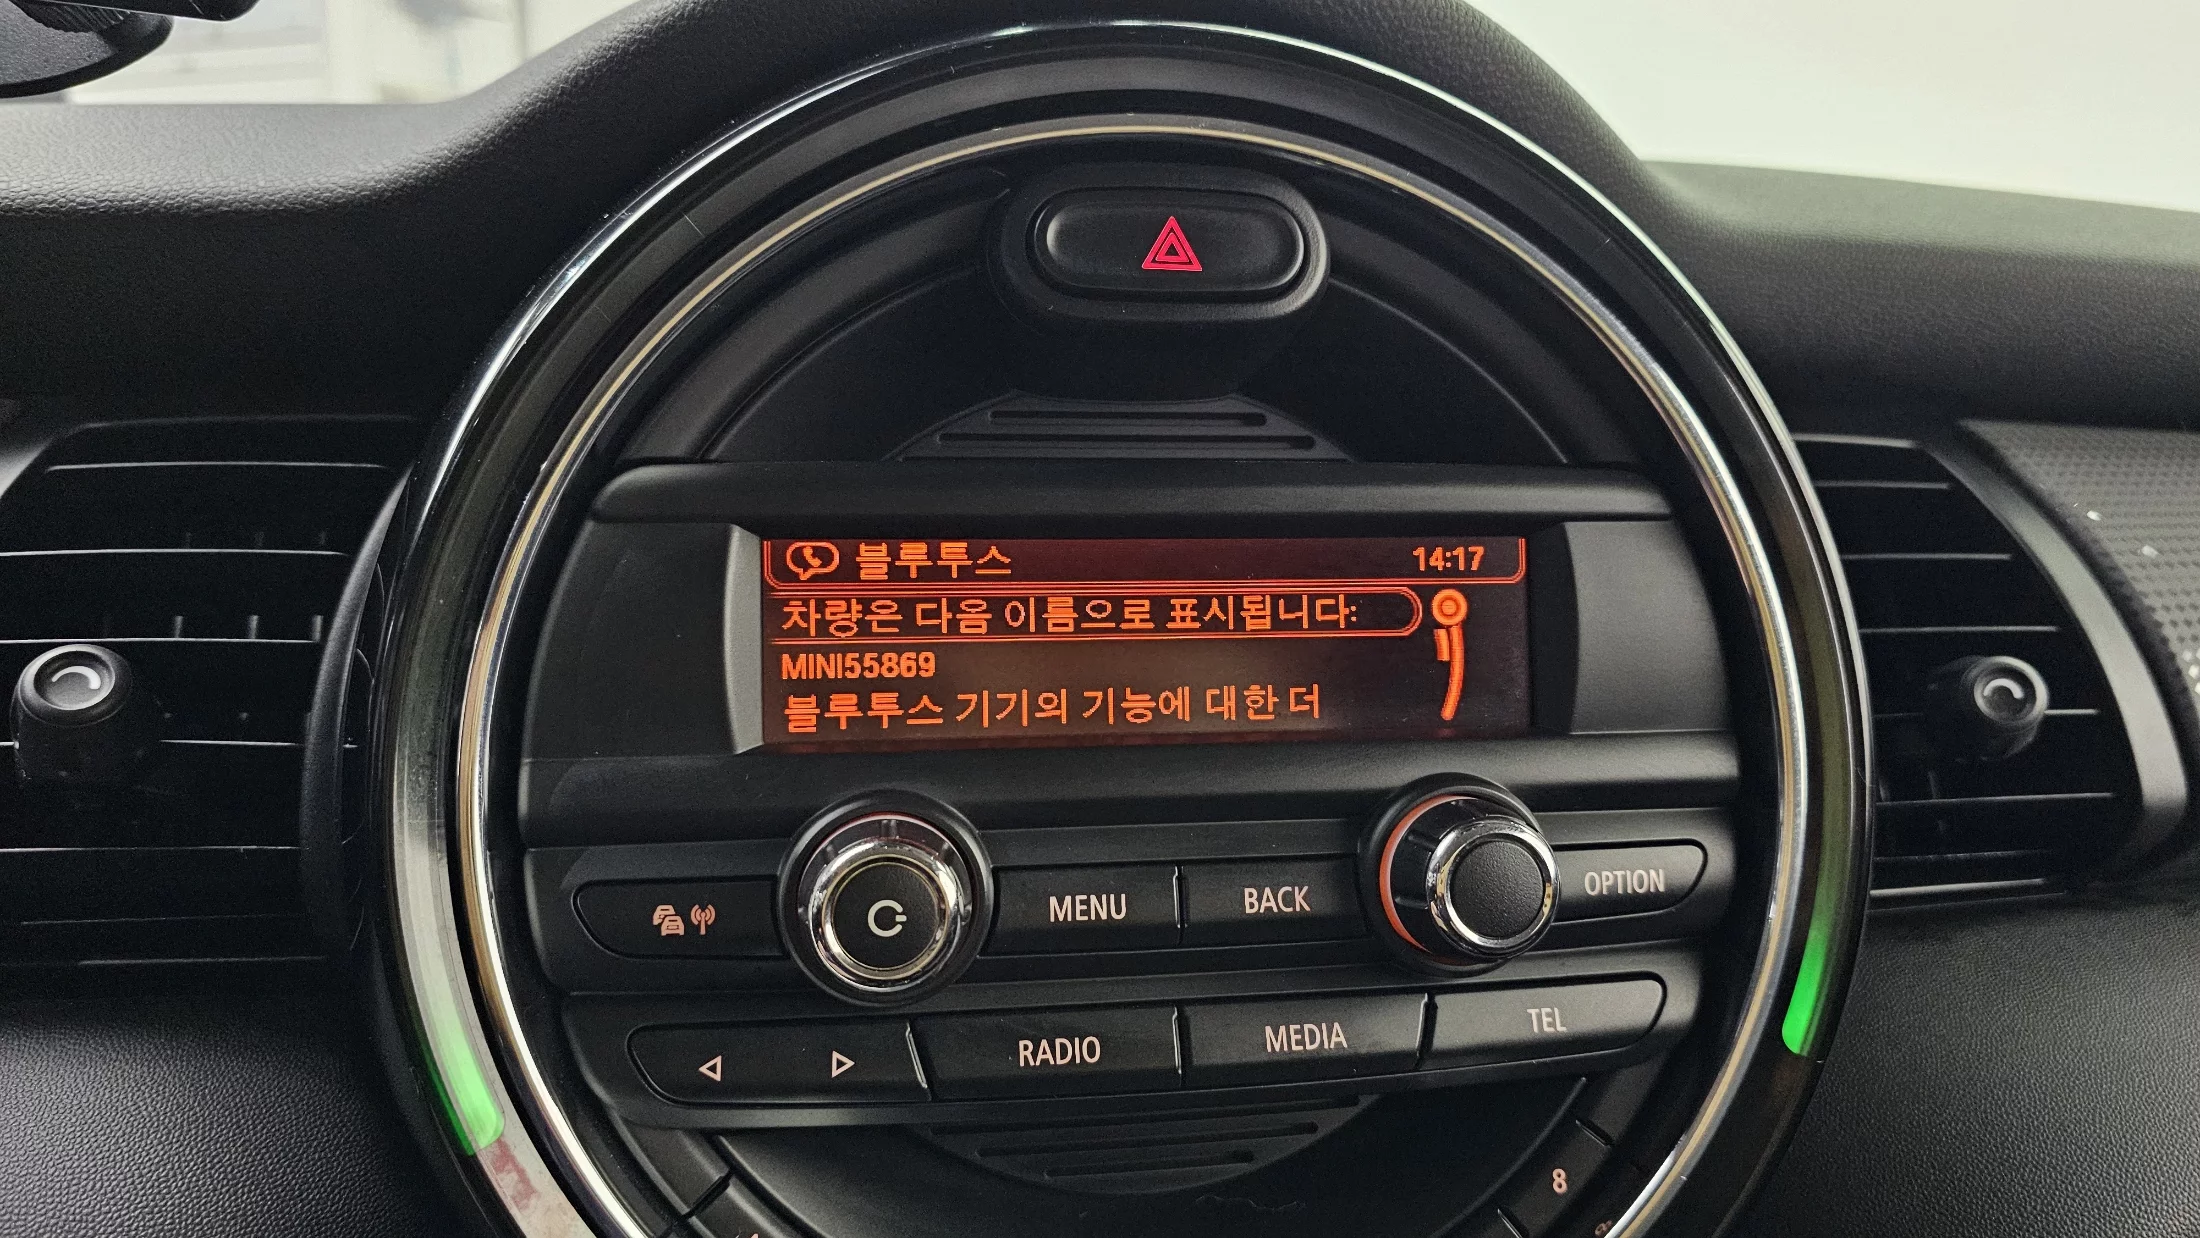 블루투스 14:17
차량은 다음 이름으로 표시됩니다:
MINI55869
블루투스 기기의 기능에 대한 더
MENU BACK OPTION
RADIO MEDIA TEL
8